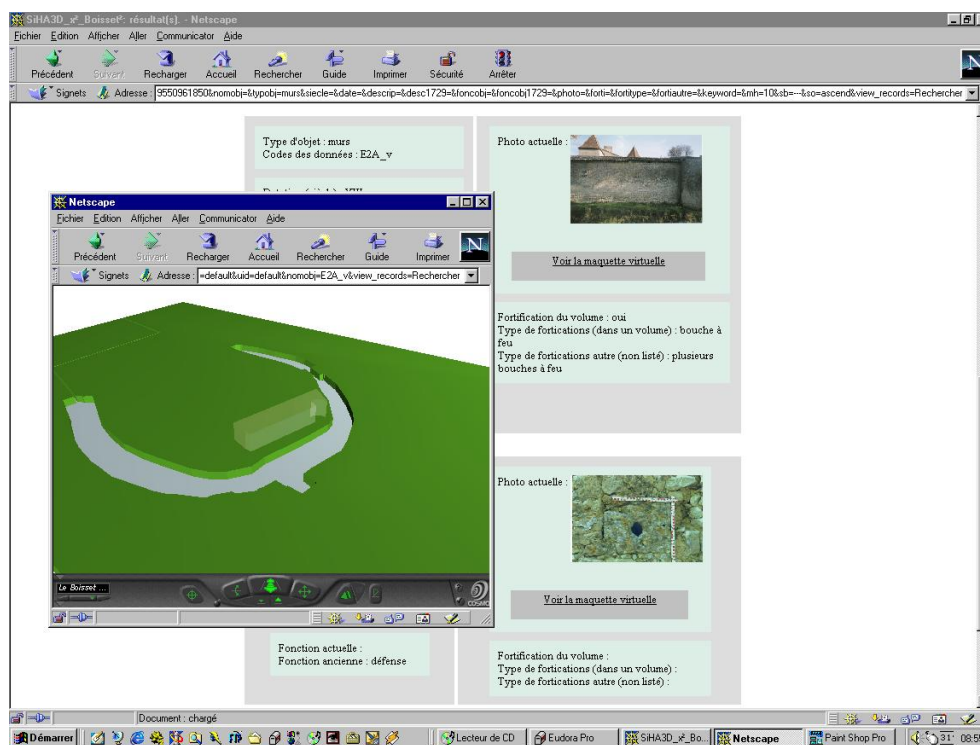 SiHA3D_x²_Boisset²: résultat(s). - Netscape
Fichier Edition Afficher Aller Communicator Aide
Précédent Suivant Recharger Accueil Rechercher Guide Imprimer Sécurité Arrêter
N
Signets Adresse : 9550961850&nomobj=&typobj=murs&siecle=&date=&descrip=&desc1729=&foncobj=&foncobj1729=&photo=&forti=&fortitype=&fortiautre=&keyword=&mh=10&sb=---&so=ascend&view_records=Rechercher
Type d'objet : murs
Codes des données : E2A_v
Photo actuelle :
Voir la maquette virtuelle
Fortification du volume : oui
Type de fortications (dans un volume) : bouche à
feu
Type de fortications autre (non listé) : plusieurs
bouches à feu
Netscape
Fichier Edition Afficher Aller Communicator Aide
Précédent Suivant Recharger Accueil Rechercher Guide Imprimer
N
Signets Adresse : =default&uid=default&nomobj=E2A_v&view_records=Rechercher
Le Boisset ...
COSMO
Photo actuelle :
Voir la maquette virtuelle
Fonction actuelle :
Fonction ancienne : défense
Fortification du volume :
Type de fortications (dans un volume) :
Type de fortications autre (non listé) :
Document : chargé
Démarrer Lecteur de CD Eudora Pro SiHA3D_x²_Bo... Netscape Paint Shop Pro